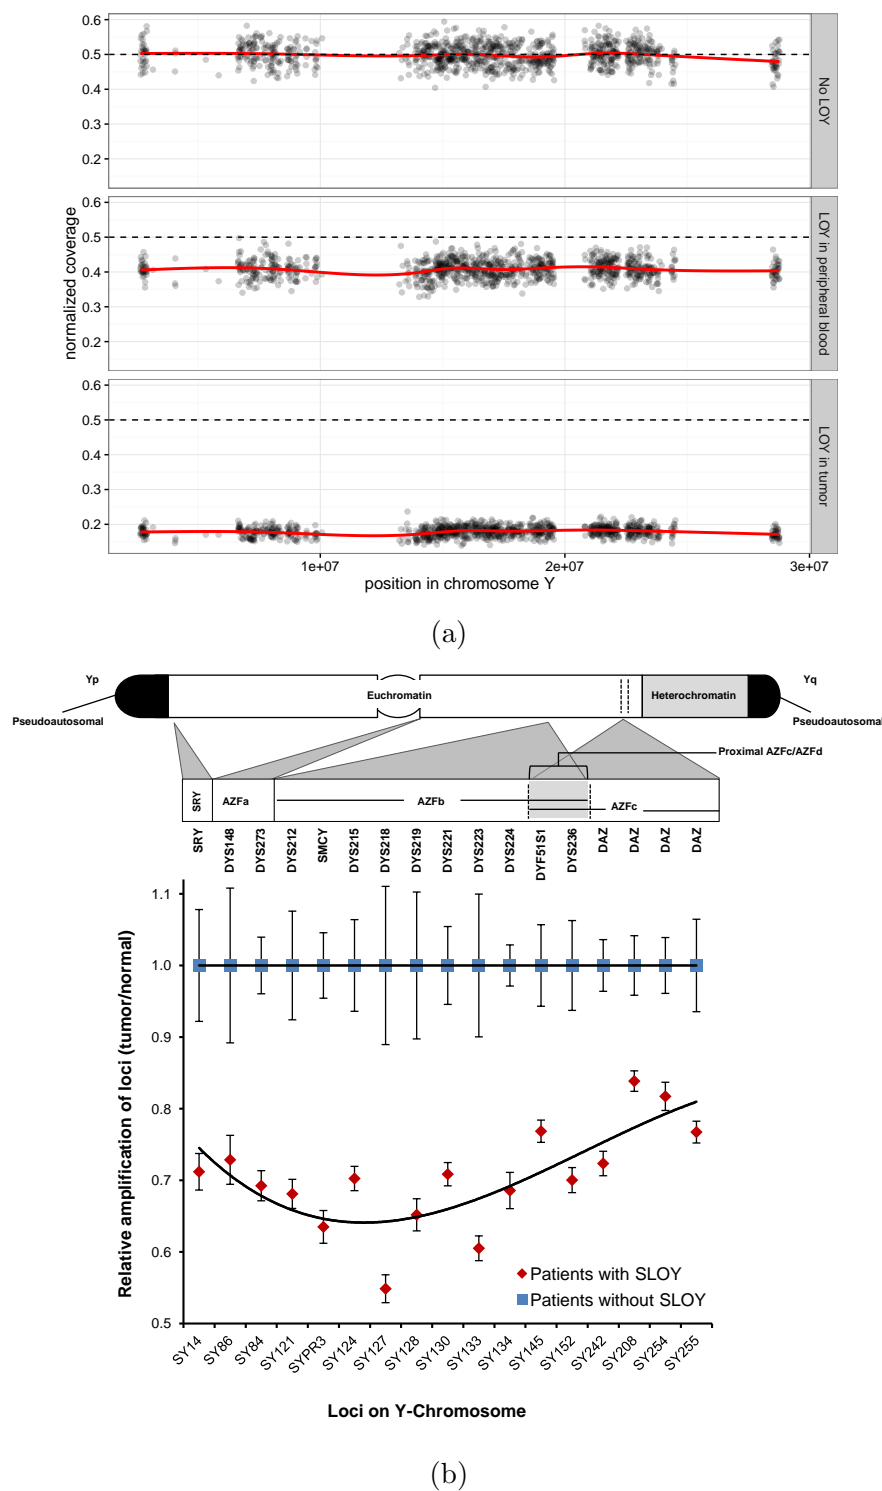 0.6
0.5
0.4
0.3
0.2
No LOY
0.6
0.5
0.4
0.3
0.2
LOY in peripheral blood
0.6
0.5
0.4
0.3
0.2
LOY in tumor
normalized coverage
1e+07 2e+07 3e+07
position in chromosome Y
(a)
Yp Yq
Euchromatin Heterochromatin
Pseudoautosomal Pseudoautosomal
Proximal AZFc/AZFd
SRY AZFa AZFb AZFc
SRY DYS148 DYS273 DYS212 SMCY DYS215 DYS218 DYS219 DYS221 DYS223 DYS224 DYF51S1 DYS236 DAZ DAZ DAZ DAZ
1.1
1.0
0.9
0.8
0.7
0.6
0.5
Relative amplification of loci (tumor/normal)
Patients with SLOY
Patients without SLOY
SY14 SY86 SY84 SY121 SYPR3 SY124 SY127 SY128 SY130 SY133 SY134 SY145 SY152 SY242 SY208 SY254 SY255
Loci on Y-Chromosome
(b)